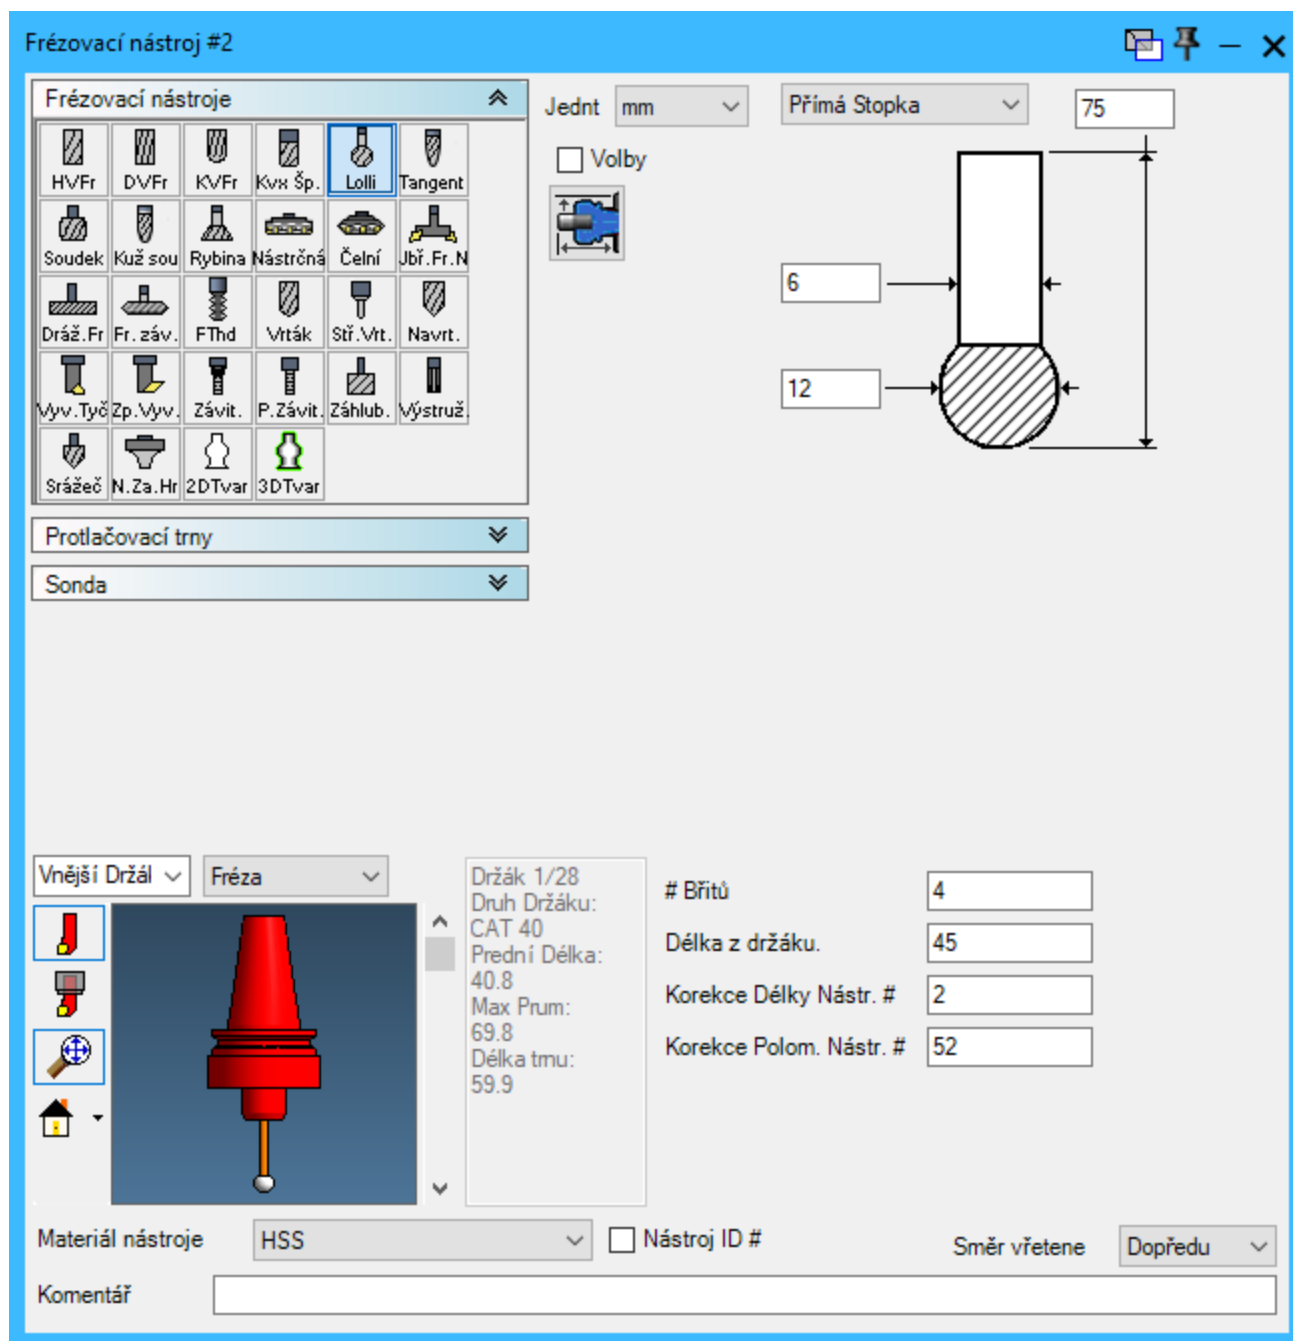 Frézovací nástroj #2
Frézovací nástroje
HVFr DVFr KVFr Kvx Šp. Lolli Tangent
Soudek Kuž sou Rybina Nástrčná Čelní Jbř.Fr.N
Dráž.Fr Fr.záv. FThd Vrták Stř.Vrt. Navrt.
Vyv.Tyč Zp.Vyv. Závit. P.Závit. Záhlub. Výstruž.
Srážeč N.Za.Hr 2DTvar 3DTvar
Protlačovací trny
Sonda
Jednt mm
Přímá Stopka
75
Volby
6
12
Vnější Držál
Fréza
Držák 1/28
Druh Držáku:
CAT 40
Prední Délka:
40.8
Max Prum:
69.8
Délka trnu:
59.9
# Břitů 4
Délka z držáku. 45
Korekce Délky Nástr. # 2
Korekce Polom. Nástr. # 52
Materiál nástroje HSS
Nástroj ID #
Směr vřetene Dopředu
Komentář